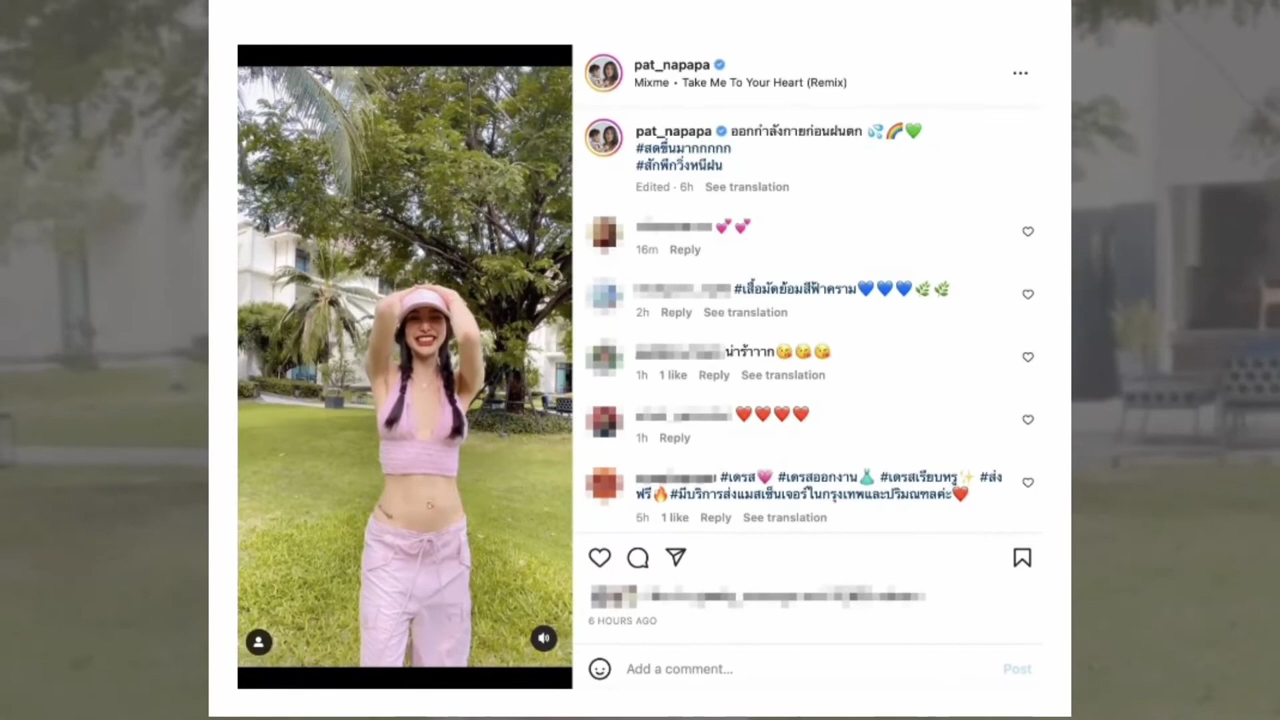 pat_napapa
Mixme • Take Me To Your Heart (Remix)
pat_napapa ออกกำลังกายก่อนฝนตก 💦🌈💚
#สดชื่นมากกกกก
#สักพักวิ่งหนีฝน
Edited · 6h See translation
💕💕
16m Reply
#เสื้อมัดย้อมสีฟ้าคราม💙💙💙🌿🌿
2h Reply See translation
น่าร้าาาก😘😘😘
1h 1 like Reply See translation
❤️❤️❤️❤️
1h Reply
#เดรส💗 #เดรสออกงาน👗 #เดรสเรียบหรู✨ #ส่ง
ฟรี🔥#มีบริการส่งแมสเซ็นเจอร์ในกรุงเทพและปริมณฑลค่ะ❤️
5h 1 like Reply See translation
6 HOURS AGO
Add a comment...
Post